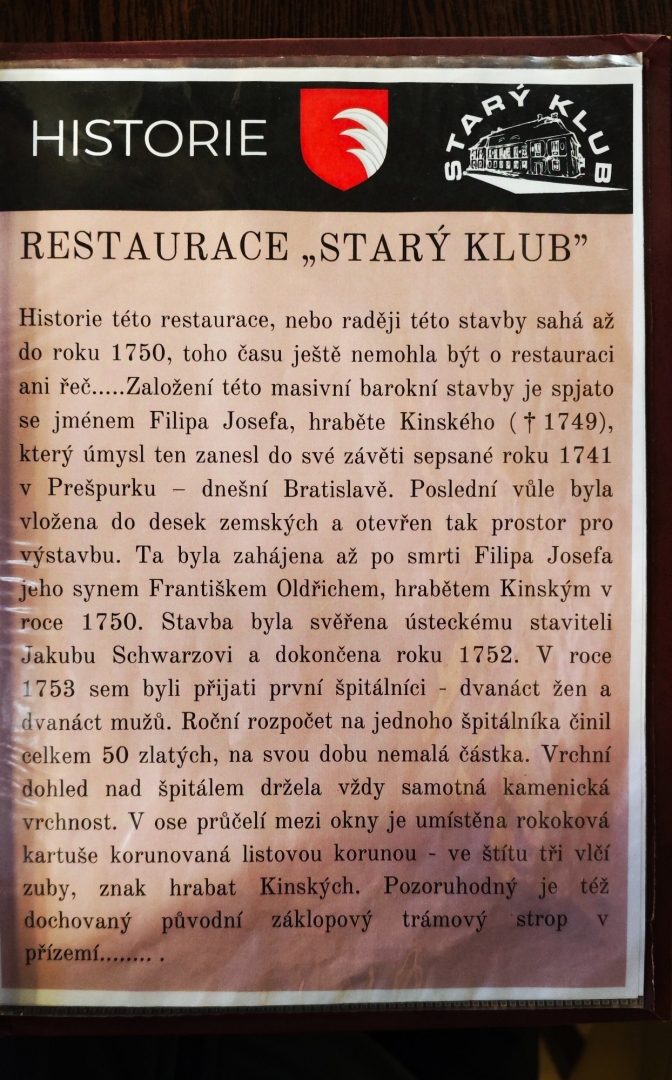 HISTORIE
STARÝ KLUB
RESTAURACE „STARÝ KLUB”
Historie této restaurace, nebo raději této stavby sahá až
do roku 1750, toho času ještě nemohla být o restauraci
ani řeč.....Založení této masivní barokní stavby je spjato
se jménem Filipa Josefa, hraběte Kinského ( † 1749),
který úmysl ten zanesl do své závěti sepsané roku 1741
v Prešpurku – dnešní Bratislavě. Poslední vůle byla
vložena do desek zemských a otevřen tak prostor pro
výstavbu. Ta byla zahájena až po smrti Filipa Josefa
jeho synem Františkem Oldřichem, hrabětem Kinským v
roce 1750. Stavba byla svěřena ústeckému staviteli
Jakubu Schwarzovi a dokončena roku 1752. V roce
1753 sem byli přijati první špitálníci - dvanáct žen a
dvanáct mužů. Roční rozpočet na jednoho špitálníka činil
celkem 50 zlatých, na svou dobu nemalá částka. Vrchní
dohled nad špitálem držela vždy samotná kamenická
vrchnost. V ose průčelí mezi okny je umístěna rokoková
kartuše korunovaná listovou korunou - ve štítu tři vlčí
zuby, znak hrabat Kinských. Pozoruhodný je též
dochovaný původní záklopový trámový strop v
přízemí........ .